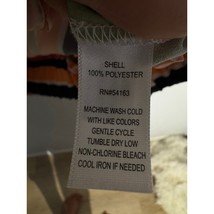 SHELL
100% POLYESTER
RN#54163
MACHINE WASH COLD
WITH LIKE COLORS
GENTLE CYCLE
TUMBLE DRY LOW
NON-CHLORINE BLEACH
COOL IRON IF NEEDED